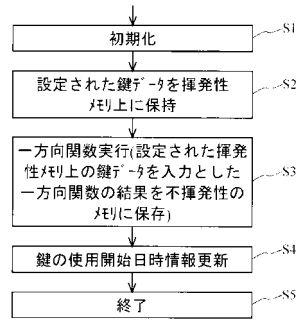 初期化
S1
設定された鍵ﾃﾞｰﾀを揮発性
ﾒﾓﾘ上に保持
S2
一方向関数実行(設定された揮発
性ﾒﾓﾘ上の鍵ﾃﾞｰﾀを入力とした
一方向関数の結果を不揮発性の
ﾒﾓﾘに保存)
S3
鍵の使用開始日時情報更新
S4
終了
S5